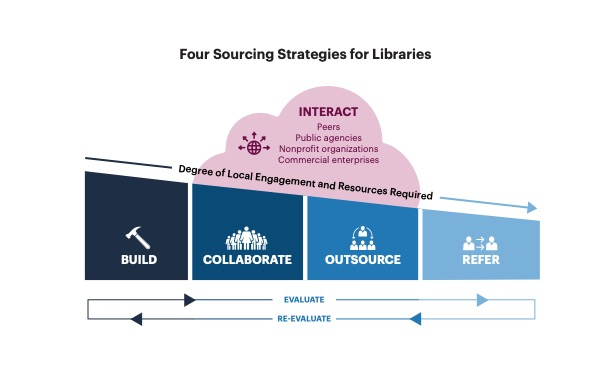 Four Sourcing Strategies for Libraries
INTERACT
Peers
Public agencies
Nonprofit organizations
Commercial enterprises
Degree of Local Engagement and Resources Required
BUILD
COLLABORATE
OUTSOURCE
REFER
EVALUATE
RE-EVALUATE